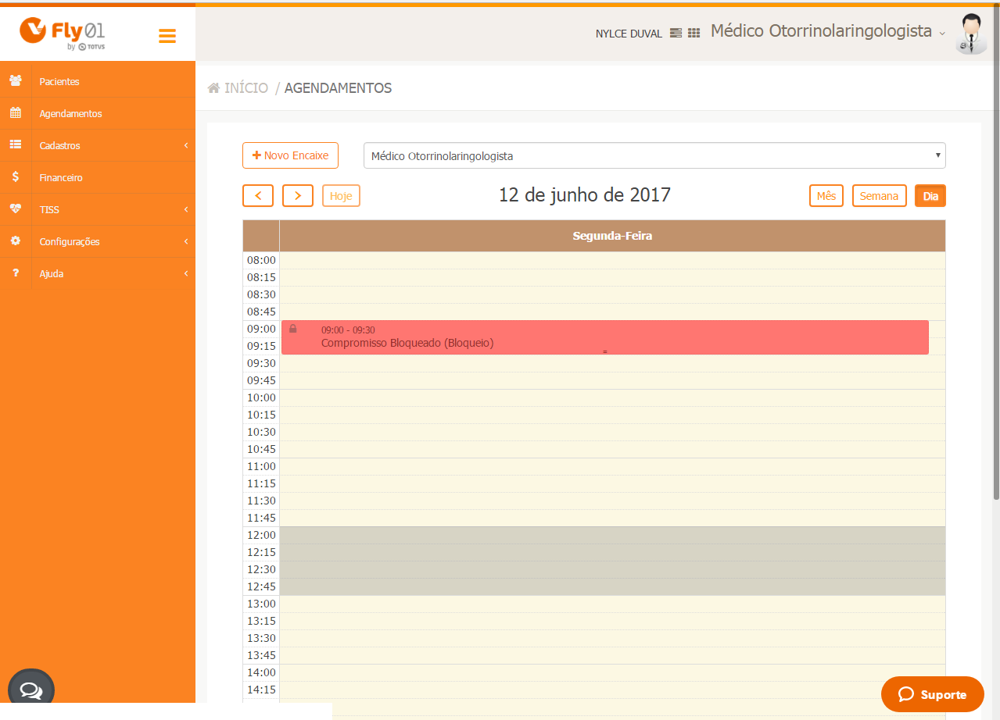 Fly01
by TOTVS
NYLCE DUVAL
Médico Otorrinolaringologista
Pacientes
Agendamentos
Cadastros
Financeiro
TISS
Configurações
Ajuda
INÍCIO / AGENDAMENTOS
Novo Encaixe
Médico Otorrinolaringologista
Hoje
12 de junho de 2017
Mês
Semana
Dia
Segunda-Feira
08:00
08:15
08:30
08:45
09:00
09:00 - 09:30
Compromisso Bloqueado (Bloqueio)
09:15
09:30
09:45
10:00
10:15
10:30
10:45
11:00
11:15
11:30
11:45
12:00
12:15
12:30
12:45
13:00
13:15
13:30
13:45
14:00
14:15
Suporte